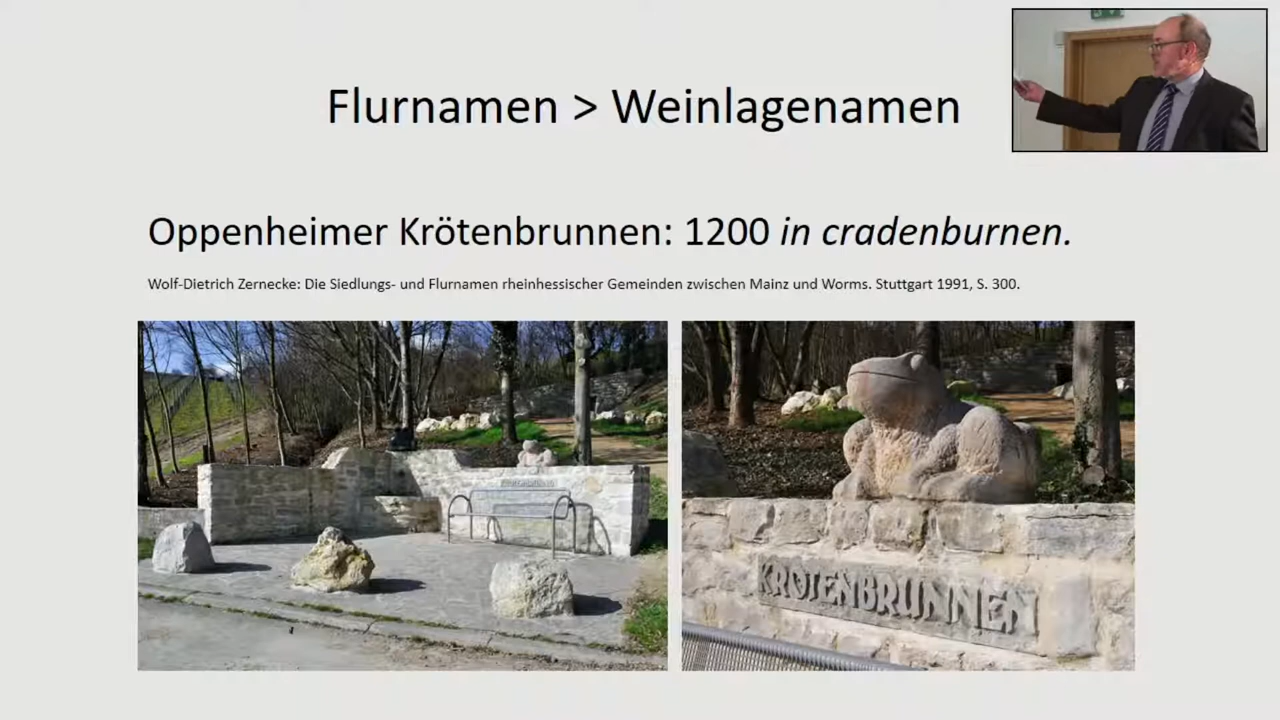 Flurnamen > Weinlagenamen
Oppenheimer Krötenbrunnen: 1200 in cradenburnen.
Wolf-Dietrich Zernecke: Die Siedlungs- und Flurnamen rheinhessischer Gemeinden zwischen Mainz und Worms. Stuttgart 1991, S. 300.
KRÖTENBRUNNEN